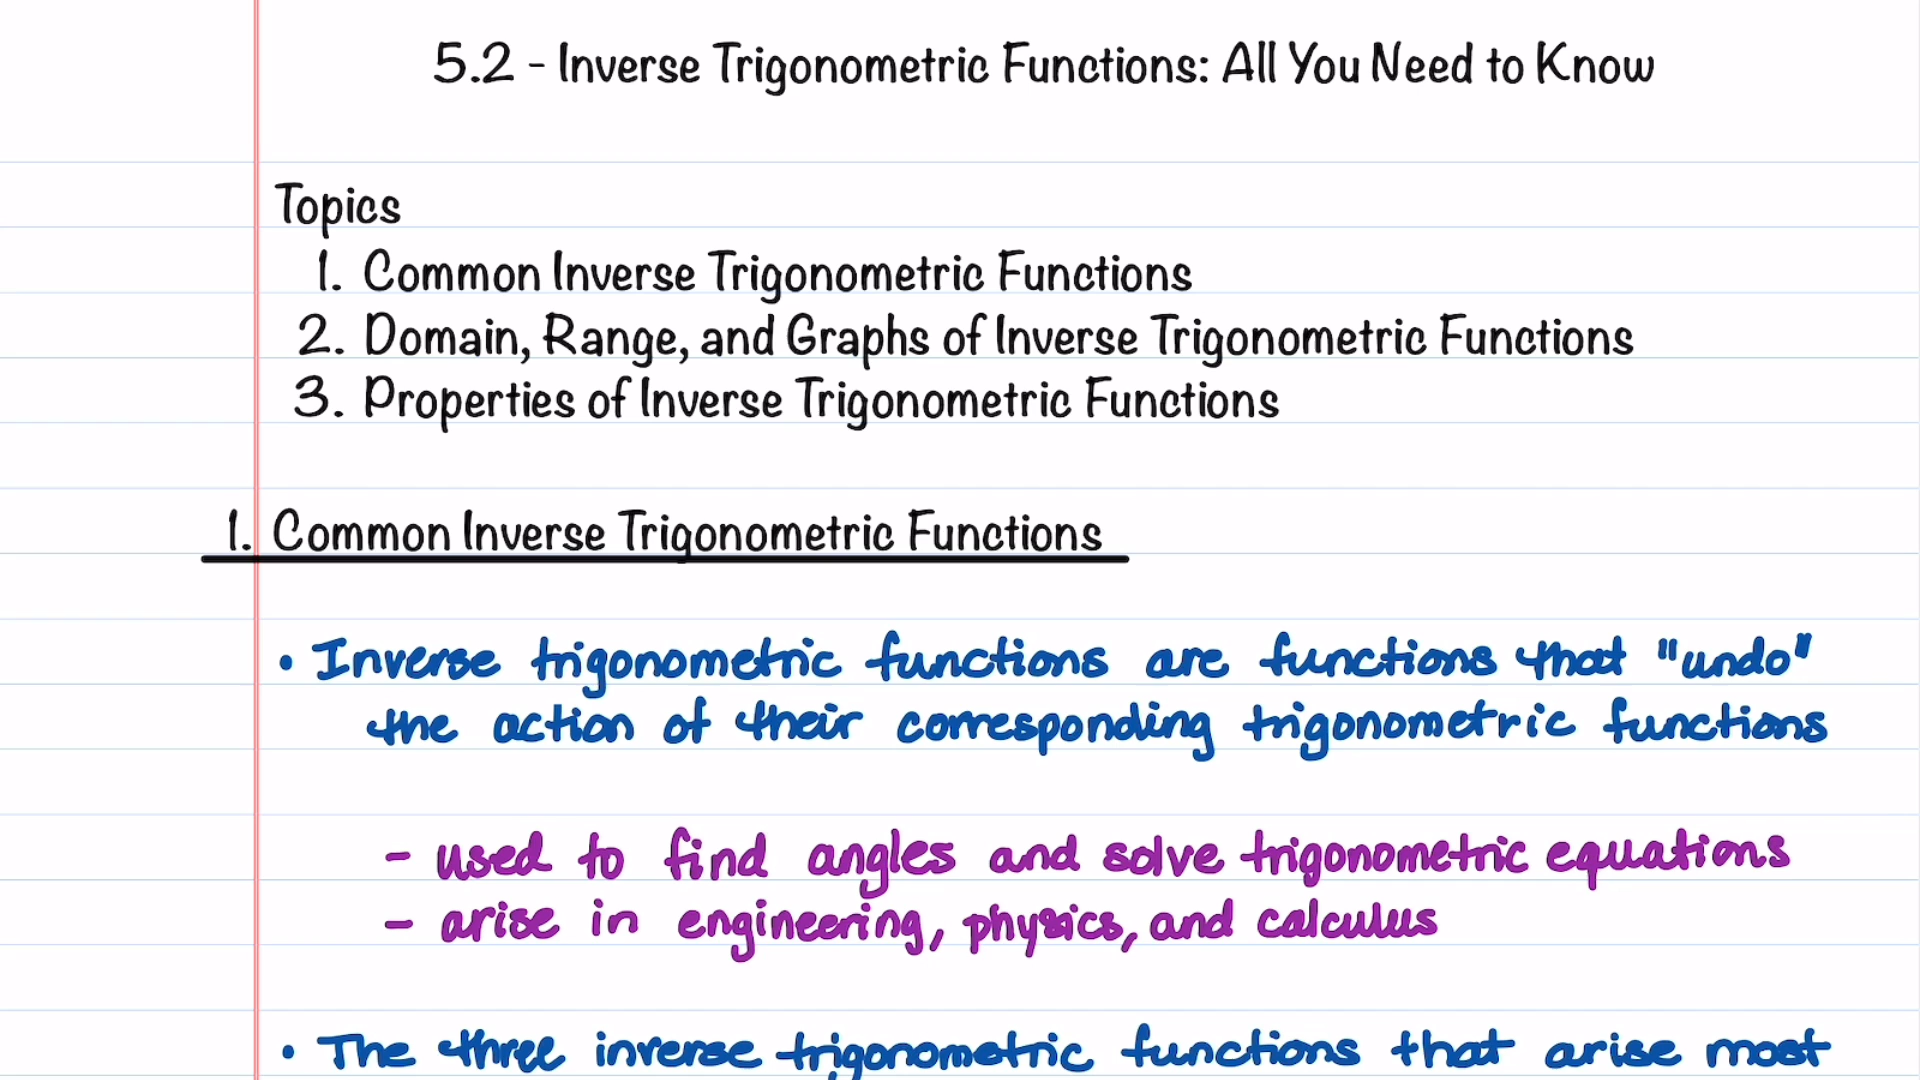 5.2 - Inverse Trigonometric Functions: All You Need to Know
Topics
1. Common Inverse Trigonometric Functions
2. Domain, Range, and Graphs of Inverse Trigonometric Functions
3. Properties of Inverse Trigonometric Functions
1. Common Inverse Trigonometric Functions
• Inverse trigonometric functions are functions that "undo"
the action of their corresponding trigonometric functions
- used to find angles and solve trigonometric equations
- arise in engineering, physics, and calculus
• The three inverse trigonometric functions that arise most